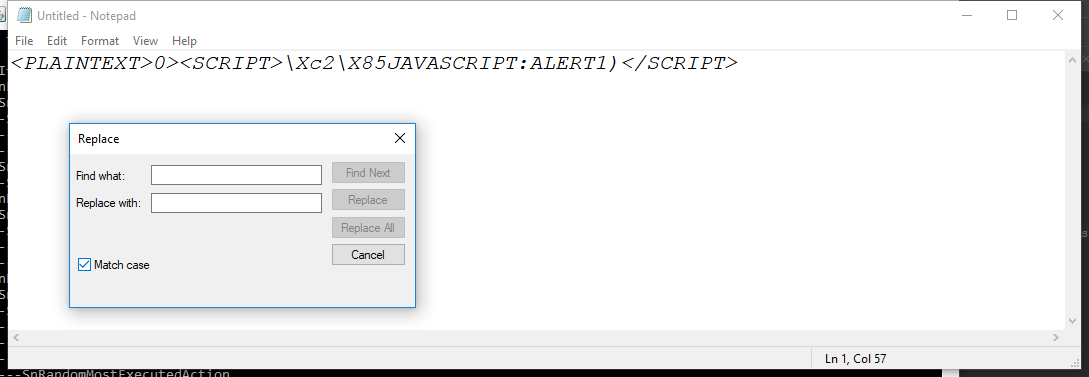 Untitled - Notepad
File Edit Format View Help
<PLAINTEXT>0><SCRIPT>\Xc2\X85JAVASCRIPT:ALERT1)</SCRIPT>
Replace
Find what:
Find Next
Replace with:
Replace
Replace All
Cancel
Match case
Ln 1, Col 57
---SnRandomMostExecutedAction